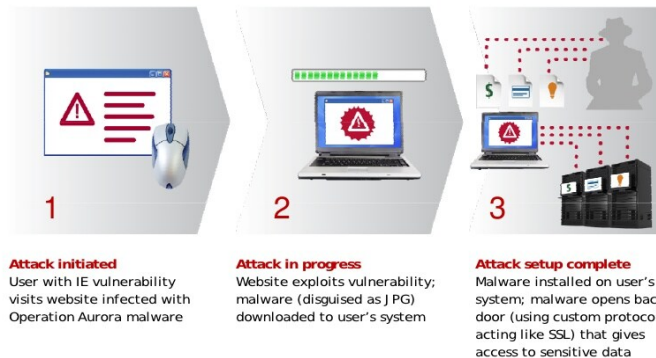 1
2
3
Attack initiated
User with IE vulnerability
visits website infected with
Operation Aurora malware
Attack in progress
Website exploits vulnerability;
malware (disguised as JPG)
downloaded to user's system
Attack setup complete
Malware installed on user's
system; malware opens bac
door (using custom protoco
acting like SSL) that gives
access to sensitive data